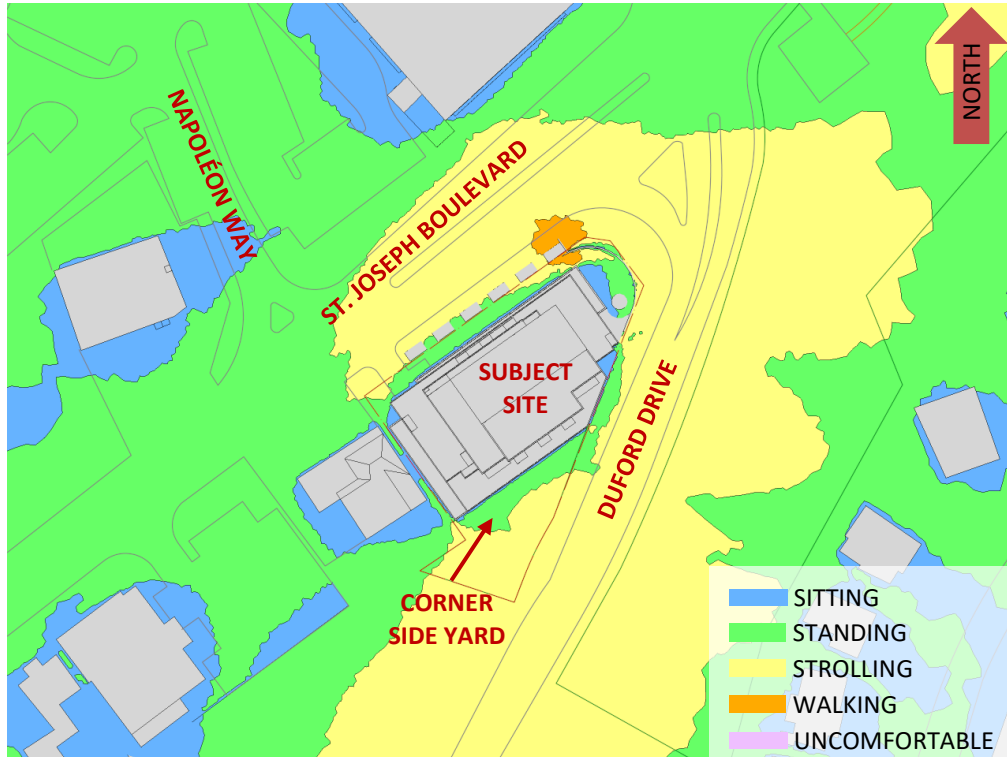 NORTH
NAPOLÉON WAY
ST. JOSEPH BOULEVARD
SUBJECT
SITE
DUFORD DRIVE
CORNER
SIDE YARD
SITTING
STANDING
STROLLING
WALKING
UNCOMFORTABLE